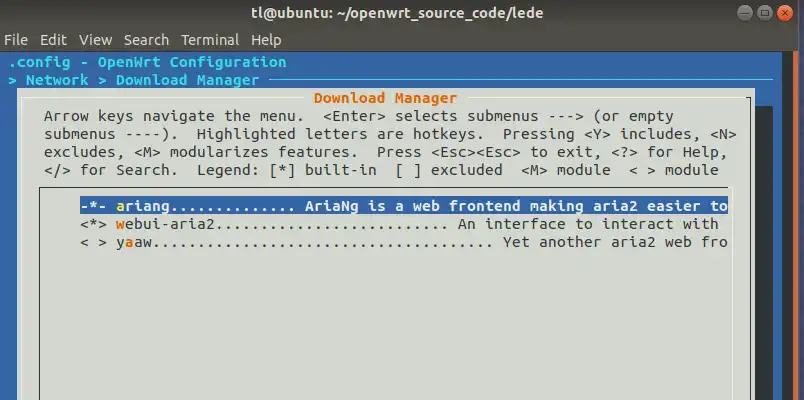 tl@ubuntu: ~/openwrt_source_code/lede
File Edit View Search Terminal Help
.config - OpenWrt Configuration
> Network > Download Manager
Download Manager
Arrow keys navigate the menu. <Enter> selects submenus ---> (or empty
submenus ----). Highlighted letters are hotkeys. Pressing <Y> includes, <N>
excludes, <M> modularizes features. Press <Esc><Esc> to exit, <?> for Help,
</> for Search. Legend: [*] built-in [ ] excluded <M> module < > module
-*- ariang.............. AriaNg is a web frontend making aria2 easier to
<*> webui-aria2.......................... An interface to interact with
< > yaaw...................................... Yet another aria2 web fro